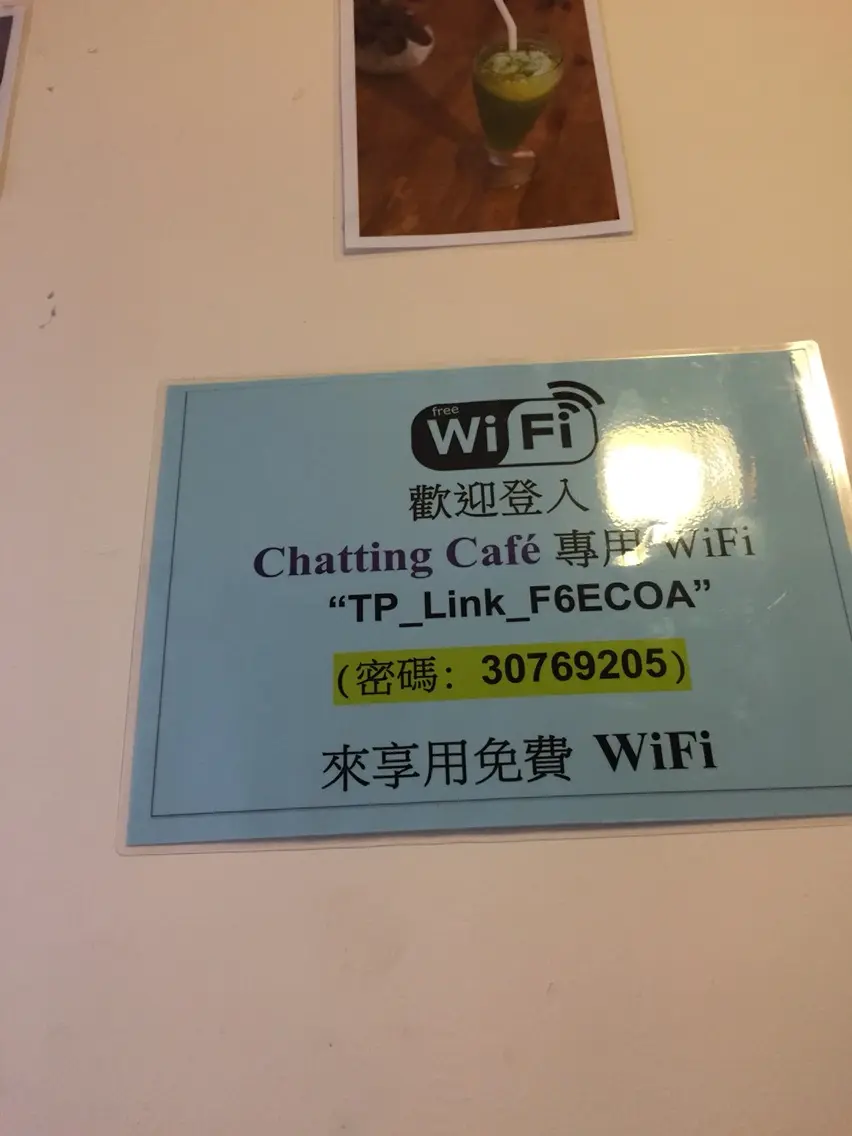 free
WiFi
歡迎登入
Chatting Café 專用 WiFi
“TP_Link_F6ECOA”
(密碼：30769205)
來享用免費 WiFi